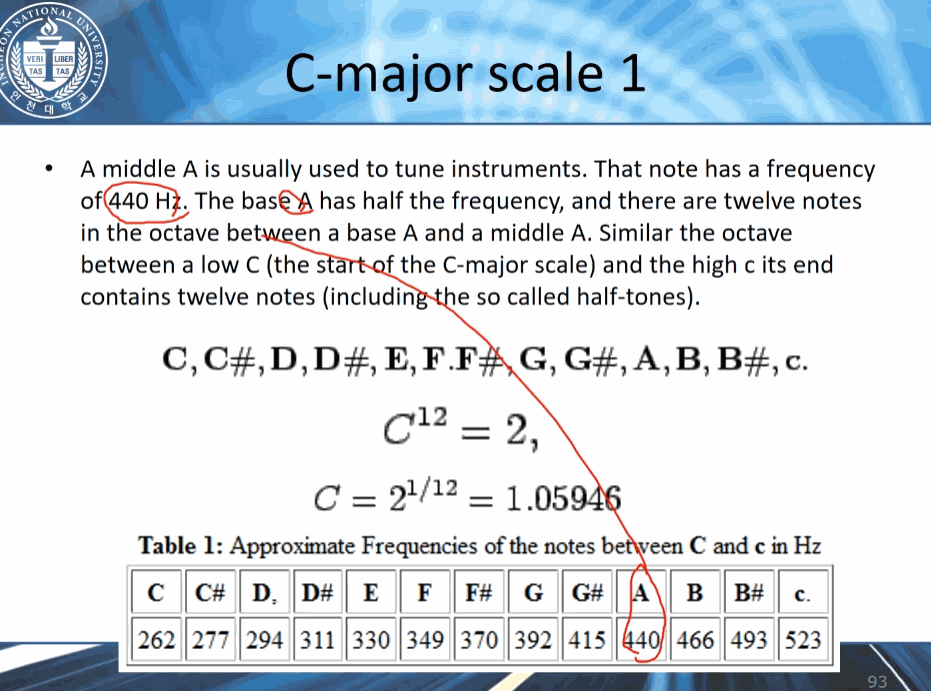 INCHEON NATIONAL UNIVERSITY
VERI LIBER
TAS TAS
인천대학교
C-major scale 1
• A middle A is usually used to tune instruments. That note has a frequency
of 440 Hz. The base A has half the frequency, and there are twelve notes
in the octave between a base A and a middle A. Similar the octave
between a low C (the start of the C-major scale) and the high c its end
contains twelve notes (including the so called half-tones).
C, C#, D, D#, E, F.F#, G, G#, A, B, B#, c.
C^12 = 2,
C = 2^1/12 = 1.05946
Table 1: Approximate Frequencies of the notes between C and c in Hz
C C# D, D# E F F# G G# A B B# c.
262 277 294 311 330 349 370 392 415 440 466 493 523
93